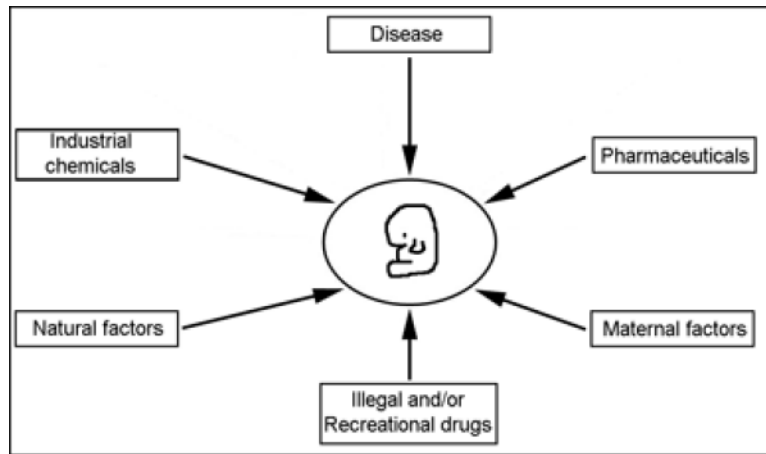 Disease
Industrial
chemicals
Pharmaceuticals
Natural factors
Maternal factors
Illegal and/or
Recreational drugs